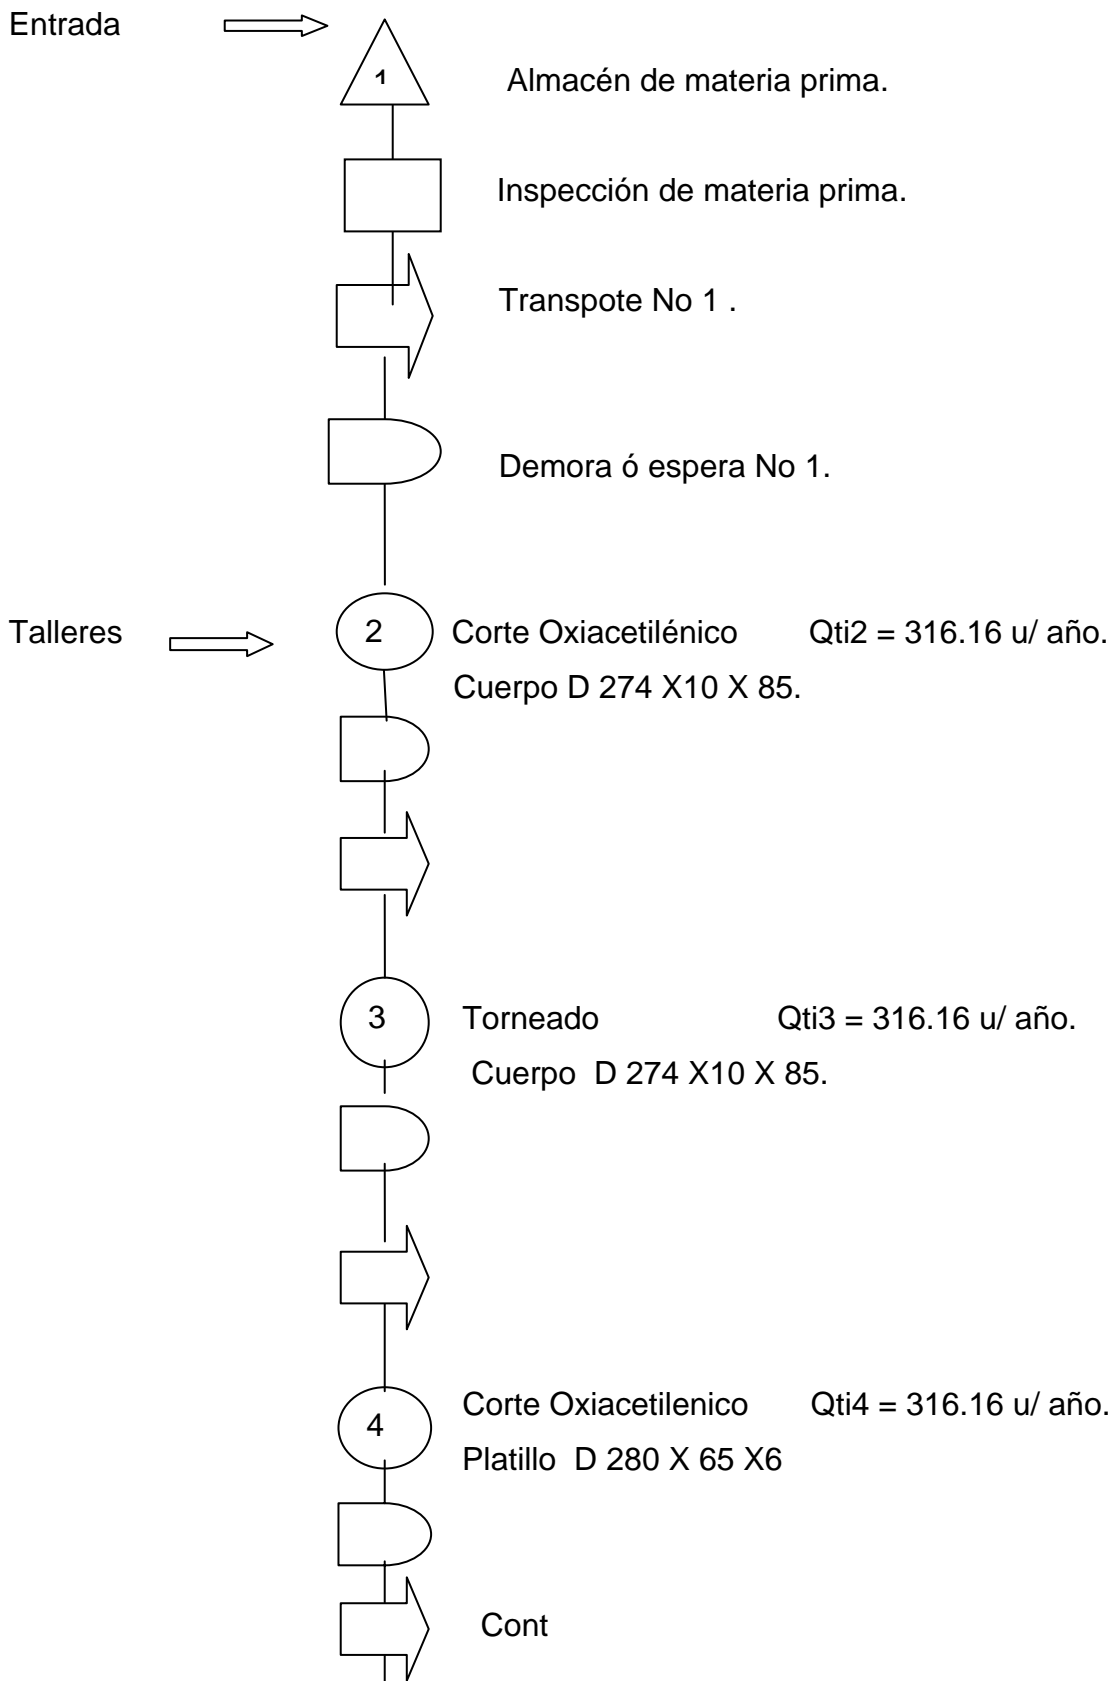 Entrada
1
Almacén de materia prima.
Inspección de materia prima.
Transpote No 1 .
Demora ó espera No 1.
Talleres
2
Corte Oxiacetilénico Qti2 = 316.16 u/ año.
Cuerpo D 274 X10 X 85.
3
Torneado Qti3 = 316.16 u/ año.
Cuerpo D 274 X10 X 85.
4
Corte Oxiacetilenico Qti4 = 316.16 u/ año.
Platillo D 280 X 65 X6
Cont